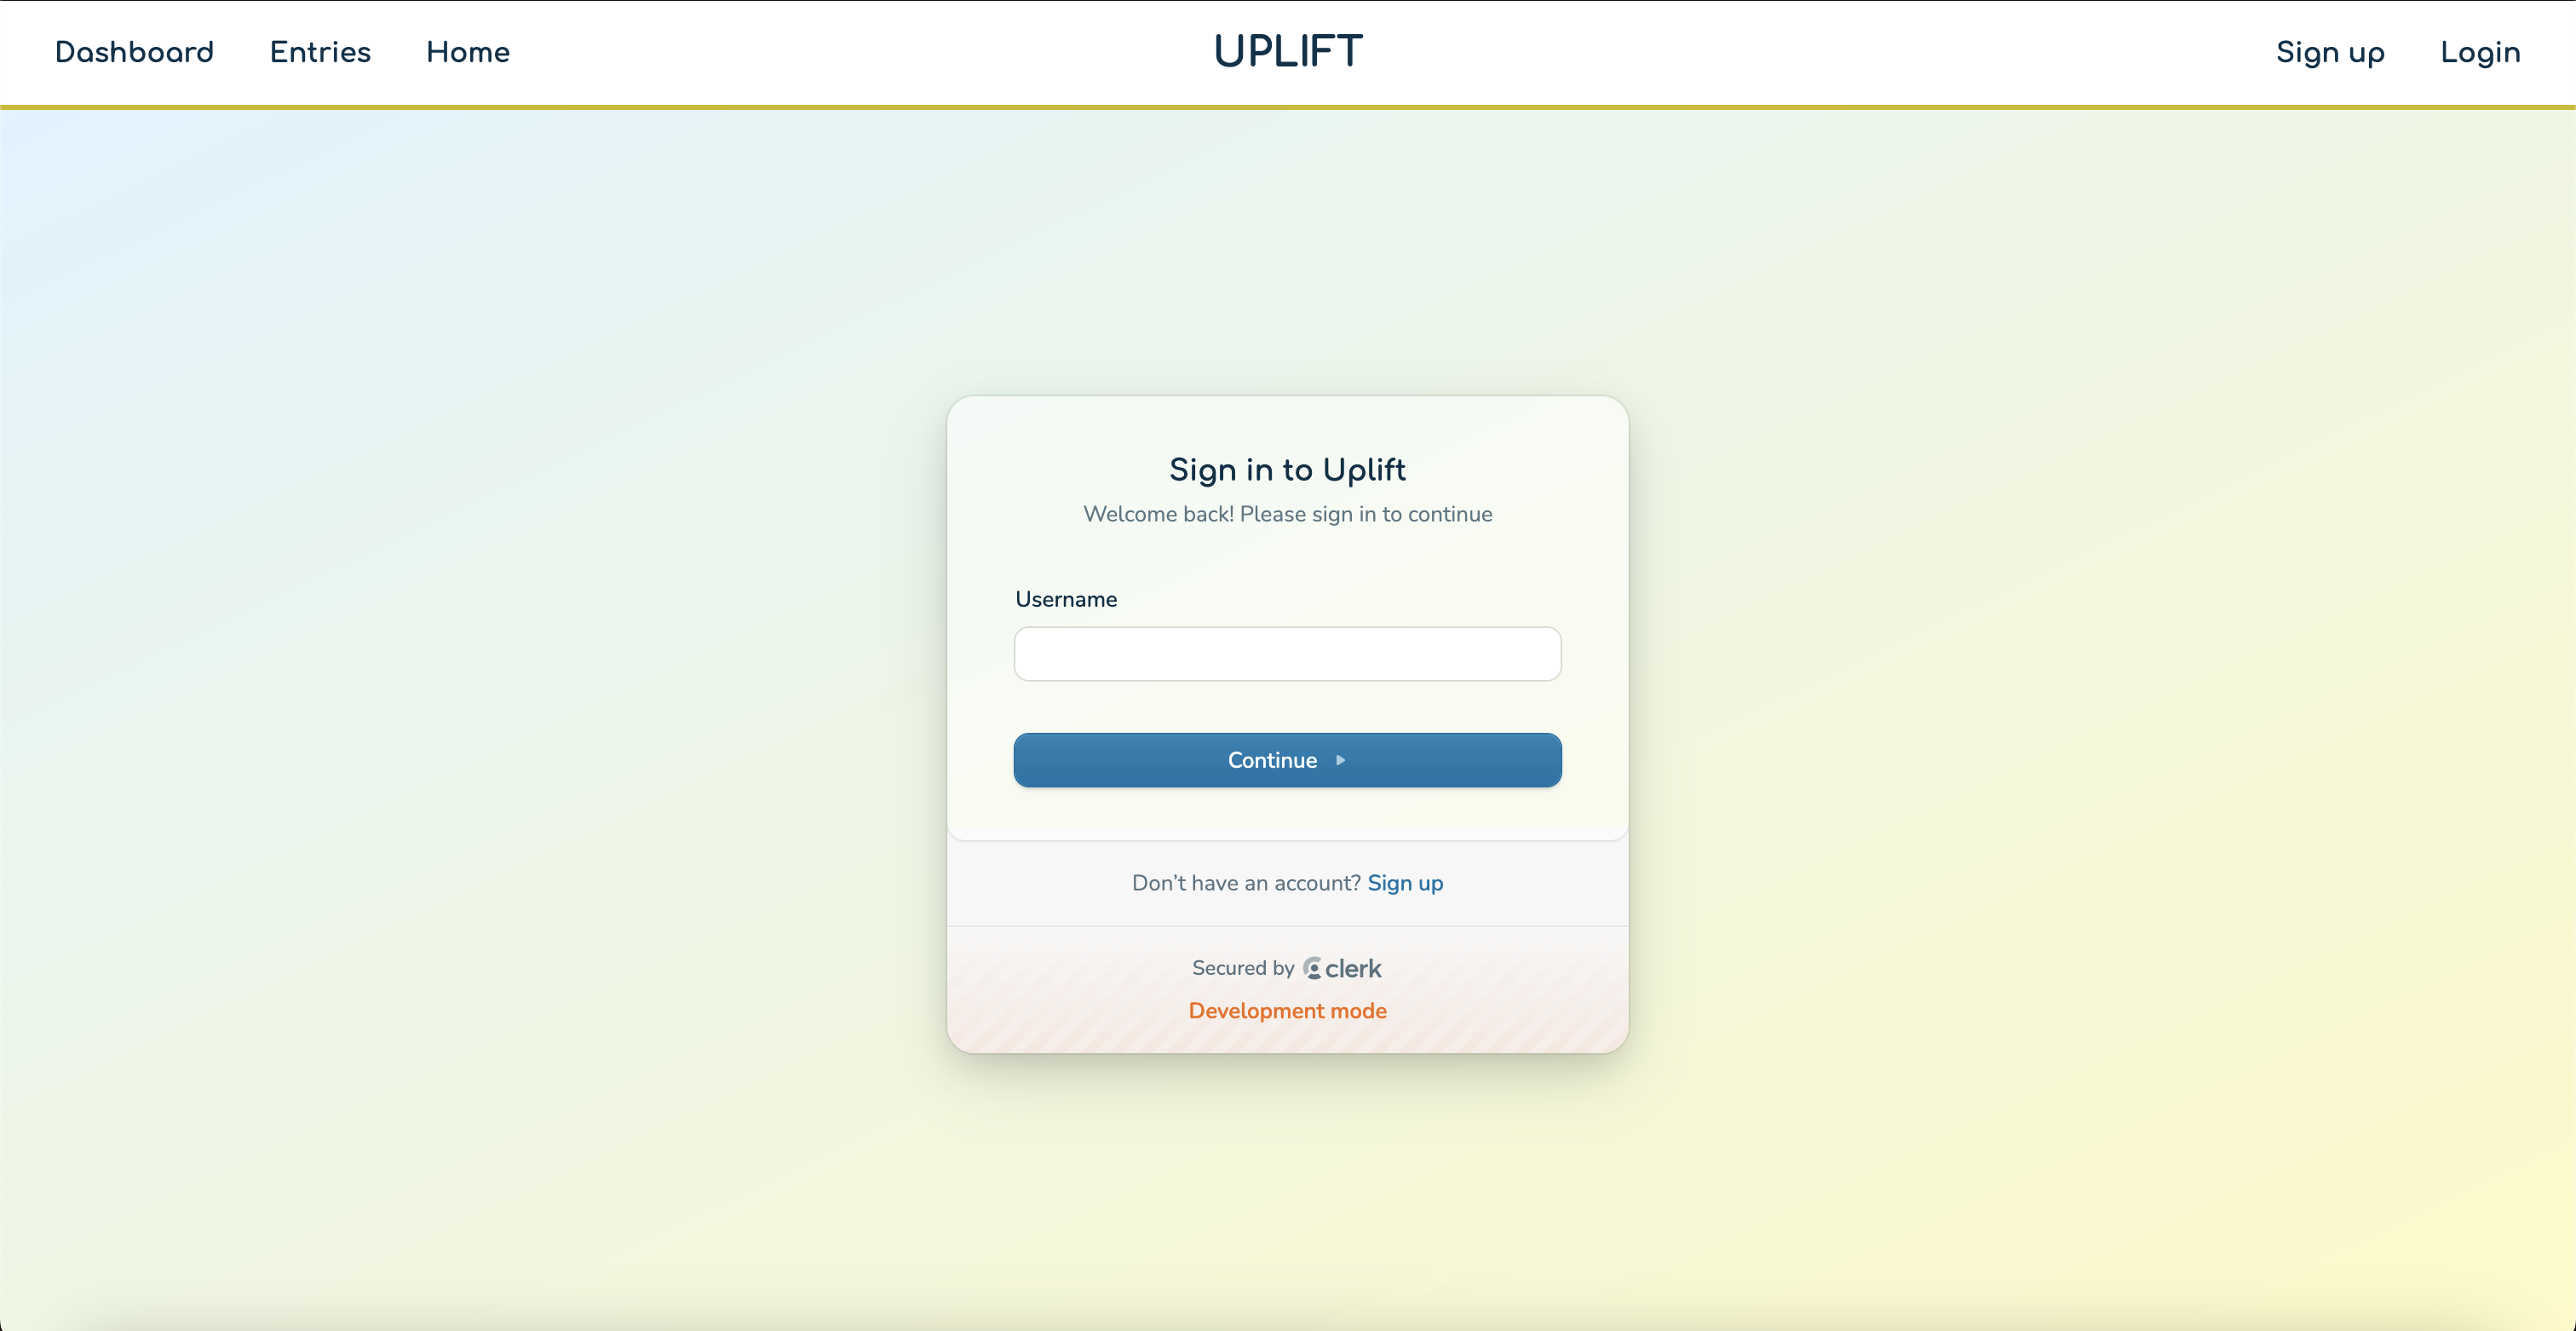 Dashboard Entries Home UPLIFT Sign up Login
Sign in to Uplift
Welcome back! Please sign in to continue
Username
Continue
Don’t have an account? Sign up
Secured by clerk
Development mode